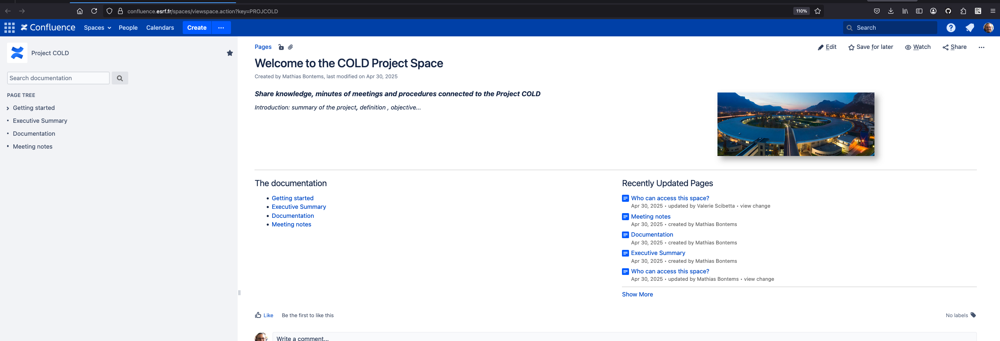 confluence.esrf.fr/spaces/viewspace.action?key=PROJCOLD
110%
Confluence
Spaces
People
Calendars
Create
Search
Project COLD
Search documentation
PAGE TREE
Getting started
Executive Summary
Documentation
Meeting notes
Pages
Edit
Save for later
Watch
Share
Welcome to the COLD Project Space
Created by Mathias Bontems, last modified on Apr 30, 2025
Share knowledge, minutes of meetings and procedures connected to the Project COLD
Introduction: summary of the project, definition , objective...
The documentation
Getting started
Executive Summary
Documentation
Meeting notes
Recently Updated Pages
Who can access this space?
Apr 30, 2025 • updated by Valerie Scibetta • view change
Meeting notes
Apr 30, 2025 • created by Mathias Bontems
Documentation
Apr 30, 2025 • created by Mathias Bontems
Executive Summary
Apr 30, 2025 • created by Mathias Bontems
Who can access this space?
Apr 30, 2025 • updated by Mathias Bontems • view change
Show More
Like
Be the first to like this
No labels
Write a comment...